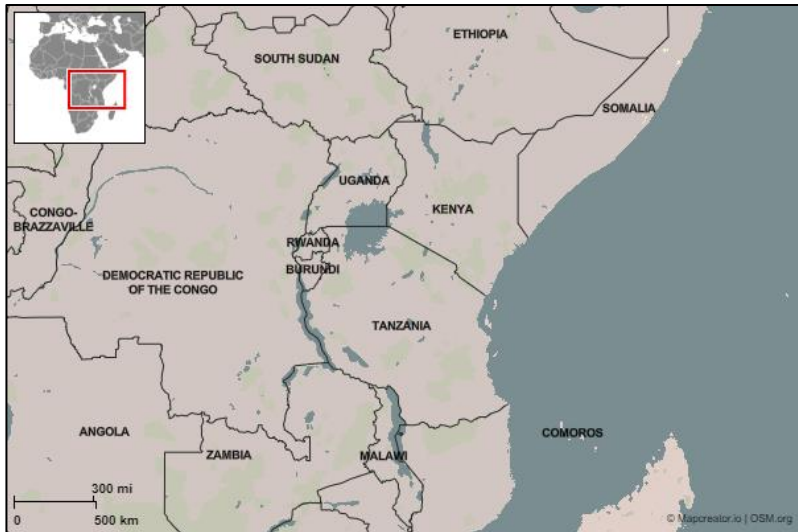 ETHIOPIA
SOUTH SUDAN
SOMALIA
UGANDA
KENYA
CONGO-
BRAZZAVILLE
RWANDA
BURUNDI
DEMOCRATIC REPUBLIC
OF THE CONGO
TANZANIA
ANGOLA
COMOROS
ZAMBIA
MALAWI
300 mi
0
500 km
© Mapcreator.io | OSM.org